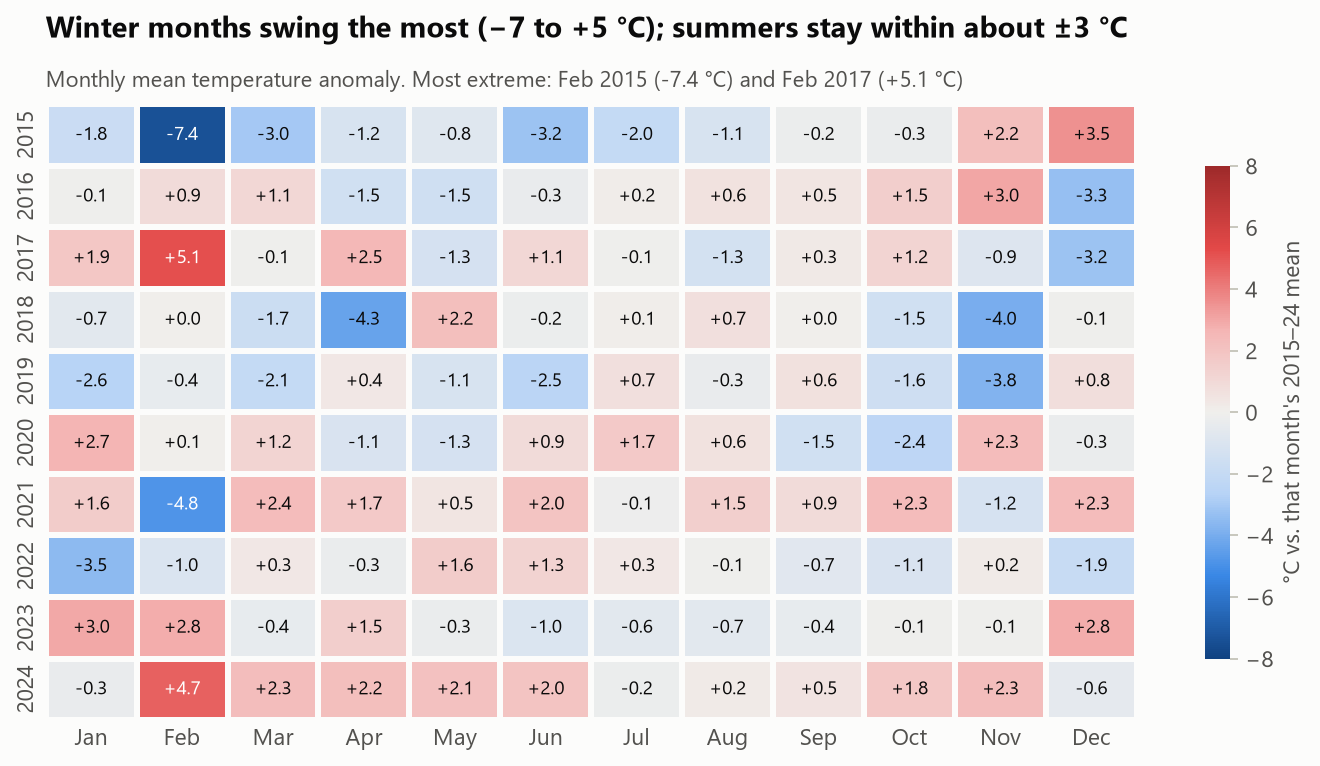 Winter months swing the most (−7 to +5 °C); summers stay within about ±3 °C
Monthly mean temperature anomaly. Most extreme: Feb 2015 (-7.4 °C) and Feb 2017 (+5.1 °C)
2015 -1.8 -7.4 -3.0 -1.2 -0.8 -3.2 -2.0 -1.1 -0.2 -0.3 +2.2 +3.5
2016 -0.1 +0.9 +1.1 -1.5 -1.5 -0.3 +0.2 +0.6 +0.5 +1.5 +3.0 -3.3
2017 +1.9 +5.1 -0.1 +2.5 -1.3 +1.1 -0.1 -1.3 +0.3 +1.2 -0.9 -3.2
2018 -0.7 +0.0 -1.7 -4.3 +2.2 -0.2 +0.1 +0.7 +0.0 -1.5 -4.0 -0.1
2019 -2.6 -0.4 -2.1 +0.4 -1.1 -2.5 +0.7 -0.3 +0.6 -1.6 -3.8 +0.8
2020 +2.7 +0.1 +1.2 -1.1 -1.3 +0.9 +1.7 +0.6 -1.5 -2.4 +2.3 -0.3
2021 +1.6 -4.8 +2.4 +1.7 +0.5 +2.0 -0.1 +1.5 +0.9 +2.3 -1.2 +2.3
2022 -3.5 -1.0 +0.3 -0.3 +1.6 +1.3 +0.3 -0.1 -0.7 -1.1 +0.2 -1.9
2023 +3.0 +2.8 -0.4 +1.5 -0.3 -1.0 -0.6 -0.7 -0.4 -0.1 -0.1 +2.8
2024 -0.3 +4.7 +2.3 +2.2 +2.1 +2.0 -0.2 +0.2 +0.5 +1.8 +2.3 -0.6
Jan Feb Mar Apr May Jun Jul Aug Sep Oct Nov Dec
8
6
4
2
0
−2
−4
−6
−8
°C vs. that month's 2015–24 mean